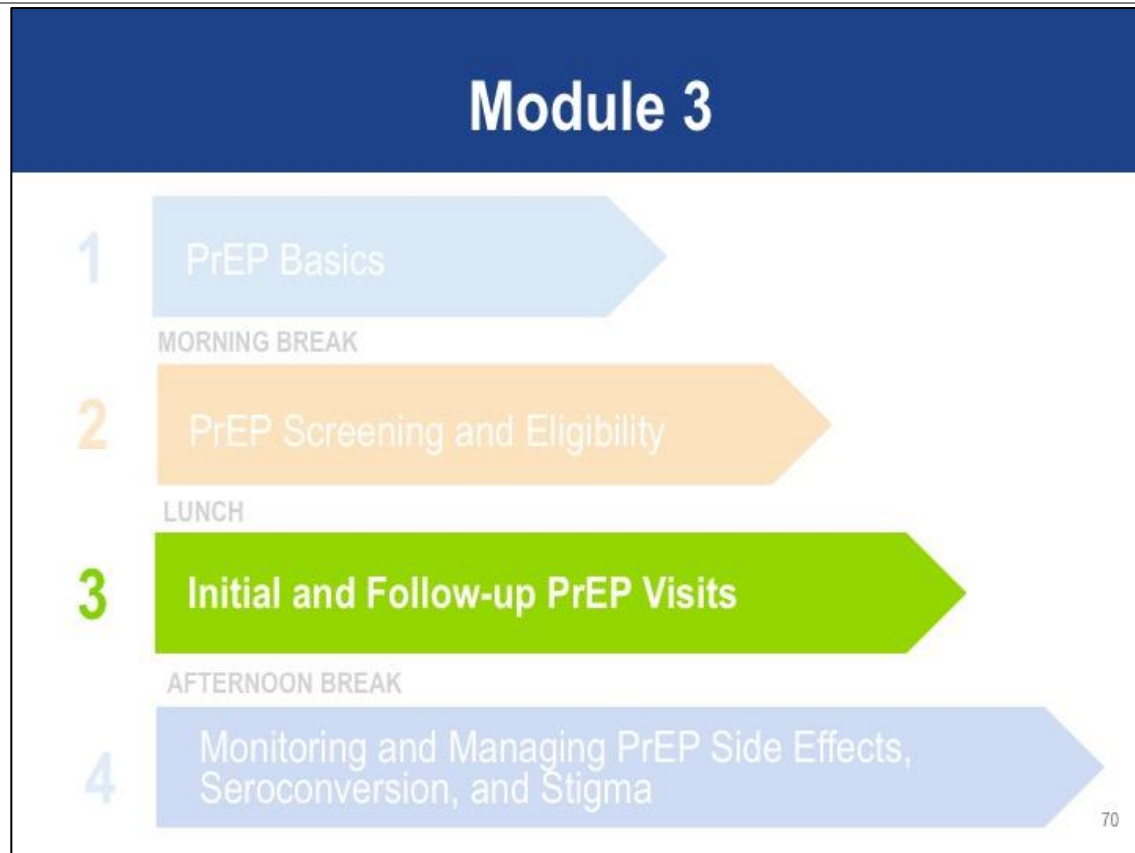 Module 3
1
PrEP Basics
MORNING BREAK
2
PrEP Screening and Eligibility
LUNCH
3
Initial and Follow-up PrEP Visits
AFTERNOON BREAK
4
Monitoring and Managing PrEP Side Effects,
Seroconversion, and Stigma
70